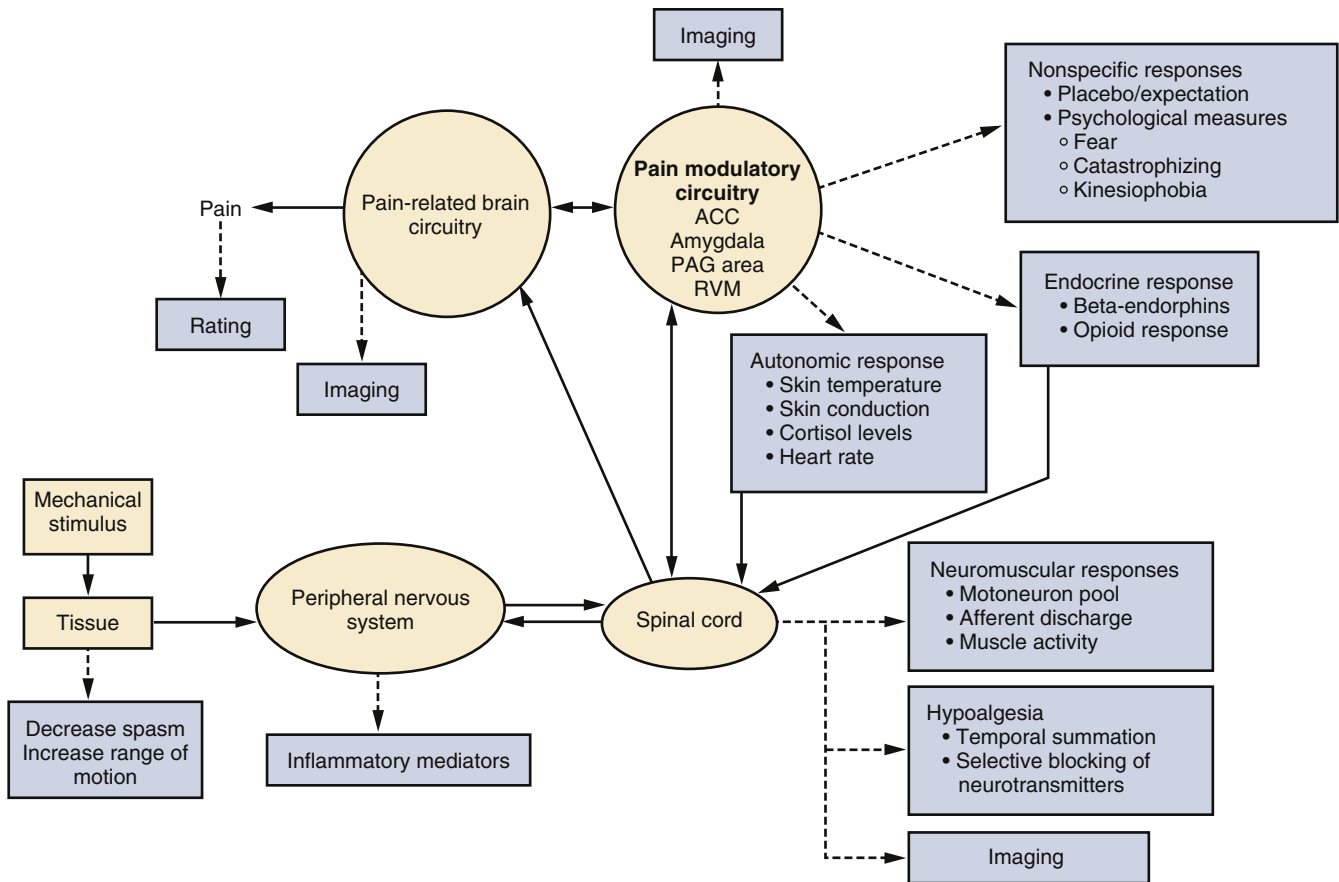 Imaging
Nonspecific responses
• Placebo/expectation
• Psychological measures
o Fear
o Catastrophizing
o Kinesiophobia
Pain modulatory
circuitry
ACC
Amygdala
PAG area
RVM
Pain-related brain
circuitry
Pain
Rating
Imaging
Endocrine response
• Beta-endorphins
• Opioid response
Autonomic response
• Skin temperature
• Skin conduction
• Cortisol levels
• Heart rate
Mechanical
stimulus
Tissue
Peripheral nervous
system
Spinal cord
Neuromuscular responses
• Motoneuron pool
• Afferent discharge
• Muscle activity
Decrease spasm
Increase range of
motion
Inflammatory mediators
Hypoalgesia
• Temporal summation
• Selective blocking of
neurotransmitters
Imaging